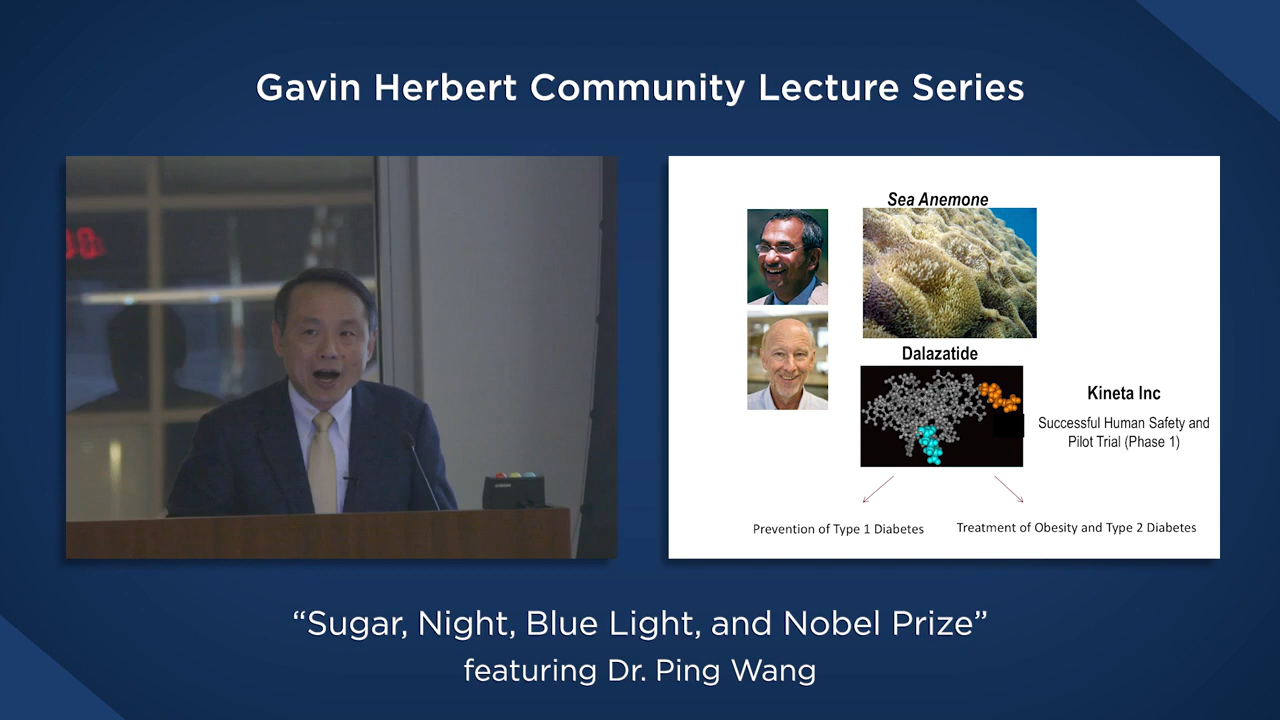 Gavin Herbert Community Lecture Series
Sea Anemone
Dalazatide
Kineta Inc
Successful Human Safety and
Pilot Trial (Phase 1)
Prevention of Type 1 Diabetes
Treatment of Obesity and Type 2 Diabetes
“Sugar, Night, Blue Light, and Nobel Prize”
featuring Dr. Ping Wang